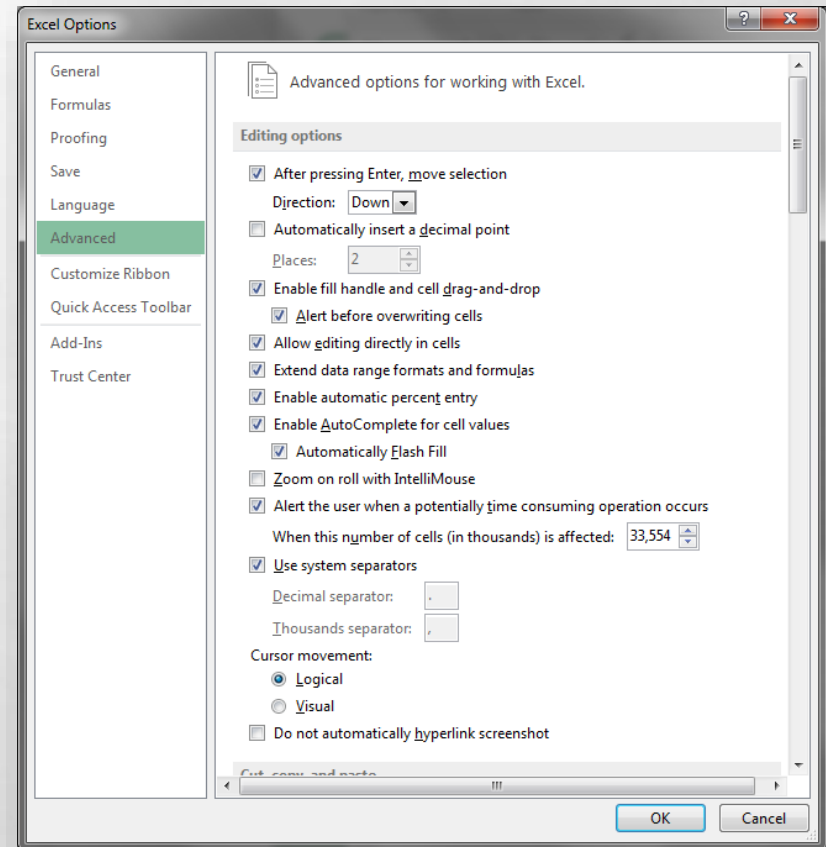 Excel Options
General
Formulas
Proofing
Save
Language
Advanced
Customize Ribbon
Quick Access Toolbar
Add-Ins
Trust Center
Advanced options for working with Excel.
Editing options
After pressing Enter, move selection
Direction: Down
Automatically insert a decimal point
Places: 2
Enable fill handle and cell drag-and-drop
Alert before overwriting cells
Allow editing directly in cells
Extend data range formats and formulas
Enable automatic percent entry
Enable AutoComplete for cell values
Automatically Flash Fill
Zoom on roll with IntelliMouse
Alert the user when a potentially time consuming operation occurs
When this number of cells (in thousands) is affected: 33,554
Use system separators
Decimal separator: .
Thousands separator: ,
Cursor movement:
Logical
Visual
Do not automatically hyperlink screenshot
Cut, copy, and paste
OK Cancel